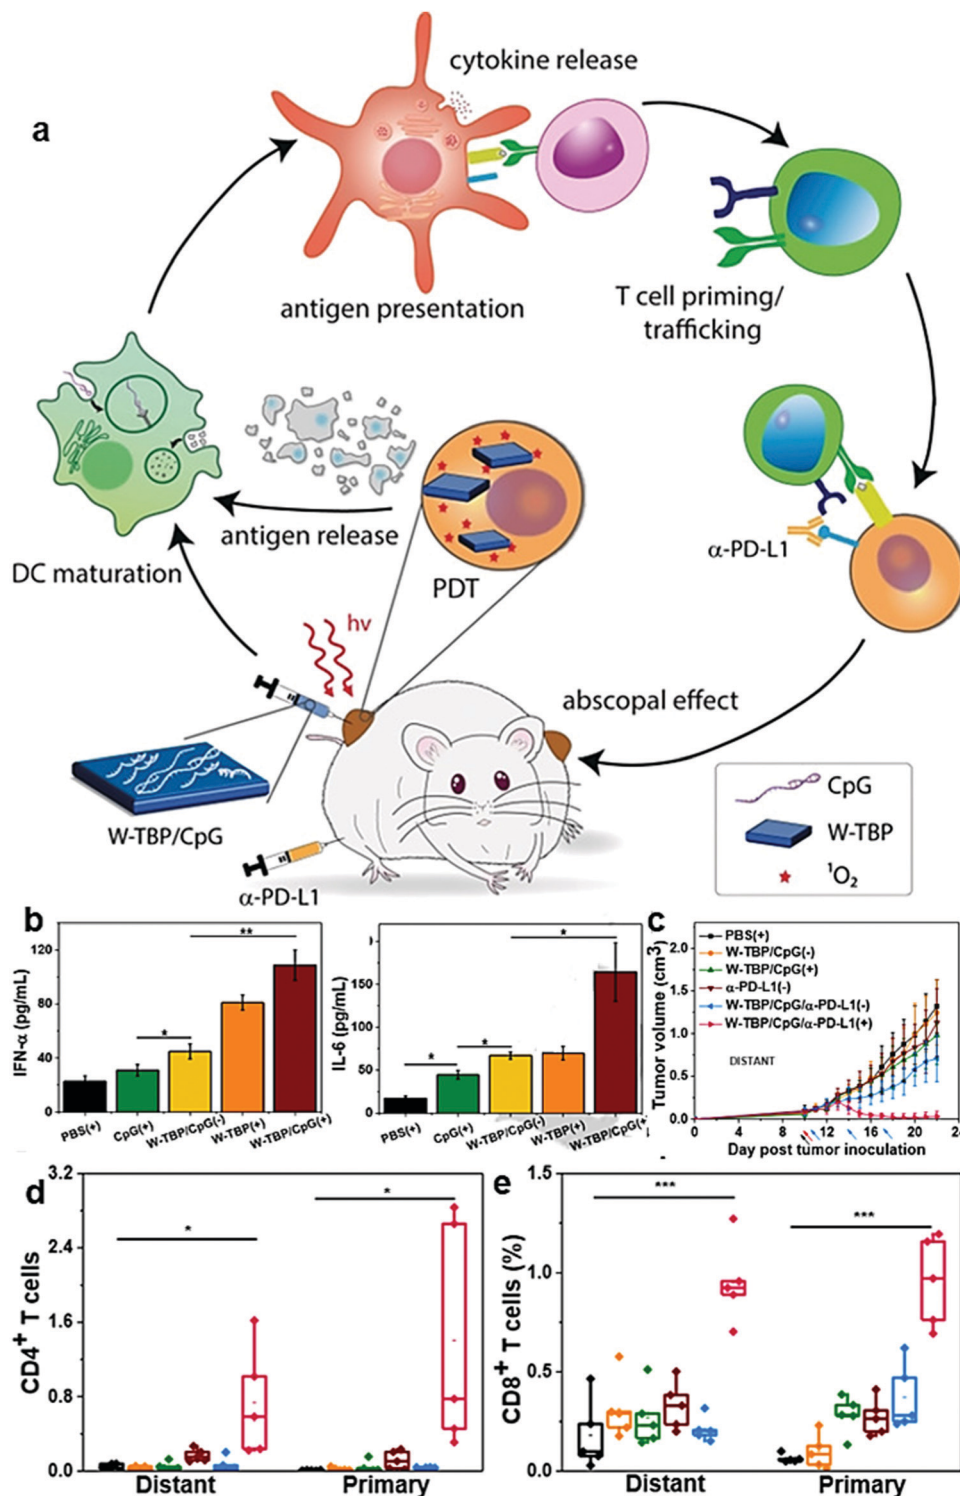 a
cytokine release
antigen presentation
T cell priming/
trafficking
antigen release
DC maturation
PDT
α-PD-L1
hv
abscopal effect
W-TBP/CpG
α-PD-L1
CpG
W-TBP
¹O₂
b
IFN-α (pg/mL)
120
80
40
0
**
*
PBS(+)
CpG(+)
W-TBP/CpG(-)
W-TBP(+)
W-TBP/CpG(+)
IL-6 (pg/mL)
150
100
50
0
*
*
*
PBS(+)
CpG(+)
W-TBP/CpG(-)
W-TBP(+)
W-TBP/CpG(+)
c
Tumor volume (cm³)
2.0
1.5
1.0
0.5
0.0
PBS(+)
W-TBP/CpG(-)
W-TBP/CpG(+)
α-PD-L1(-)
W-TBP/CpG/α-PD-L1(-)
W-TBP/CpG/α-PD-L1(+)
DISTANT
0 4 8 12 16 20 24
Day post tumor inoculation
d
CD4⁺ T cells
3.2
2.4
1.6
0.8
0.0
*
*
Distant Primary
e
CD8⁺ T cells (%)
1.5
1.0
0.5
0.0
***
***
Distant Primary